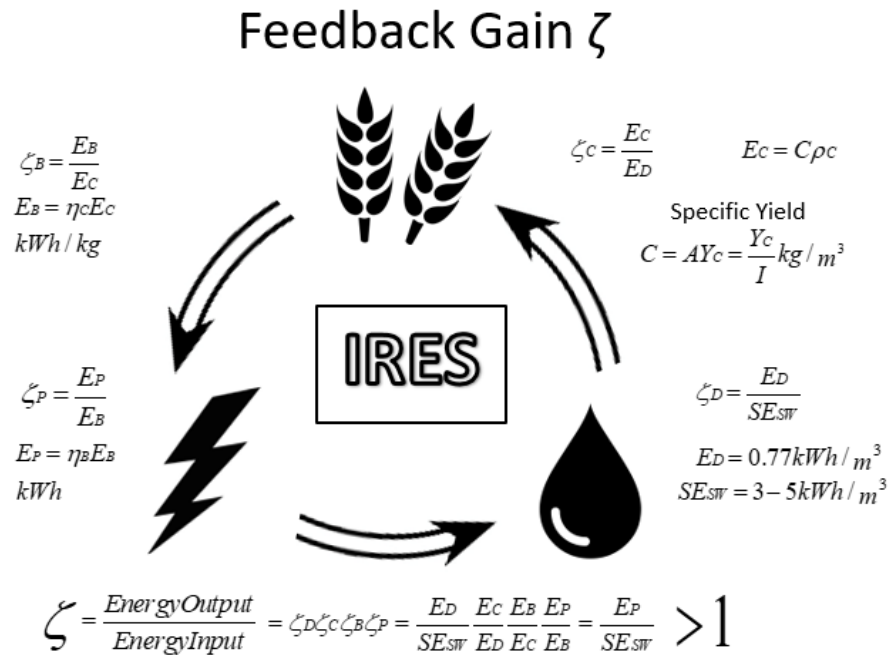 Feedback Gain ζ
ζB = EB / EC
EB = ηCEC
kWh / kg
ζC = EC / ED
EC = CρC
Specific Yield
C = AYC = YC / I kg / m³
IRES
ζP = EP / EB
EP = ηBEB
kWh
ζD = ED / SESW
ED = 0.77kWh / m³
SESW = 3 – 5kWh / m³
ζ = EnergyOutput / EnergyInput = ζDζCζBζP = ED / SESW EC / ED EB / EC EP / EB = EP / SESW > 1